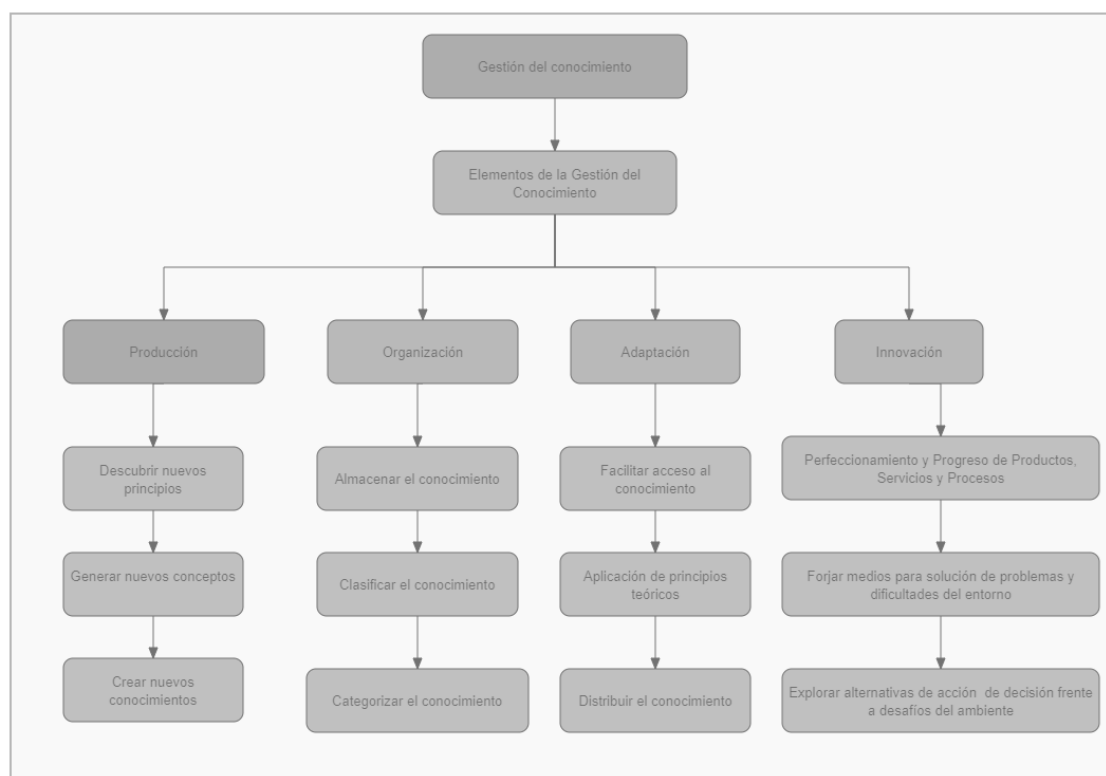 Gestión del conocimiento
Elementos de la Gestión del
Conocimiento
Producción
Organización
Adaptación
Innovación
Descubrir nuevos
principios
Almacenar el conocimiento
Facilitar acceso al
conocimiento
Perfeccionamiento y Progreso de Productos,
Servicios y Procesos
Generar nuevos conceptos
Clasificar el conocimiento
Aplicación de principios
teóricos
Forjar medios para solución de problemas y
dificultades del entorno
Crear nuevos
conocimientos
Categorizar el conocimiento
Distribuir el conocimiento
Explorar alternativas de acción de decisión frente
a desafíos del ambiente